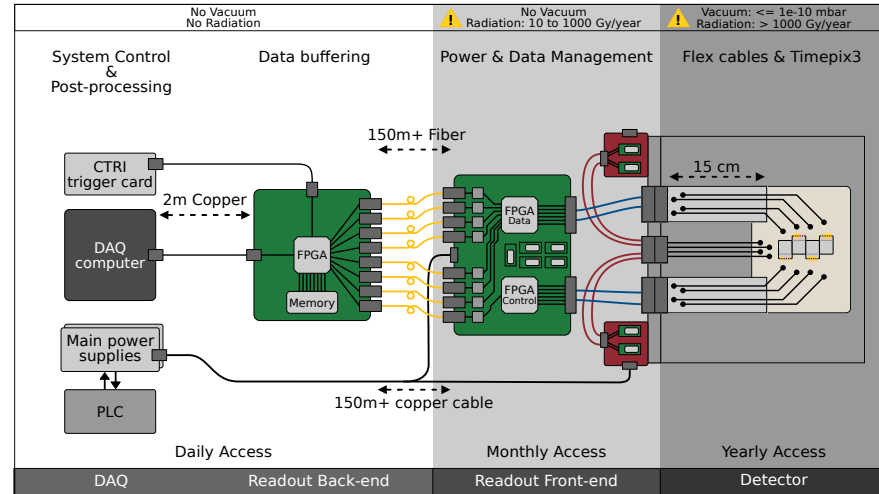 No Vacuum
No Radiation
No Vacuum
Radiation: 10 to 1000 Gy/year
Vacuum: <= 1e-10 mbar
Radiation: > 1000 Gy/year
System Control
&
Post-processing
Data buffering
Power & Data Management
Flex cables & Timepix3
150m+ Fiber
CTRI
trigger card
15 cm
2m Copper
FPGA
Data
DAQ
computer
FPGA
Memory
FPGA
Control
Main power
supplies
PLC
150m+ copper cable
Daily Access
Monthly Access
Yearly Access
DAQ
Readout Back-end
Readout Front-end
Detector